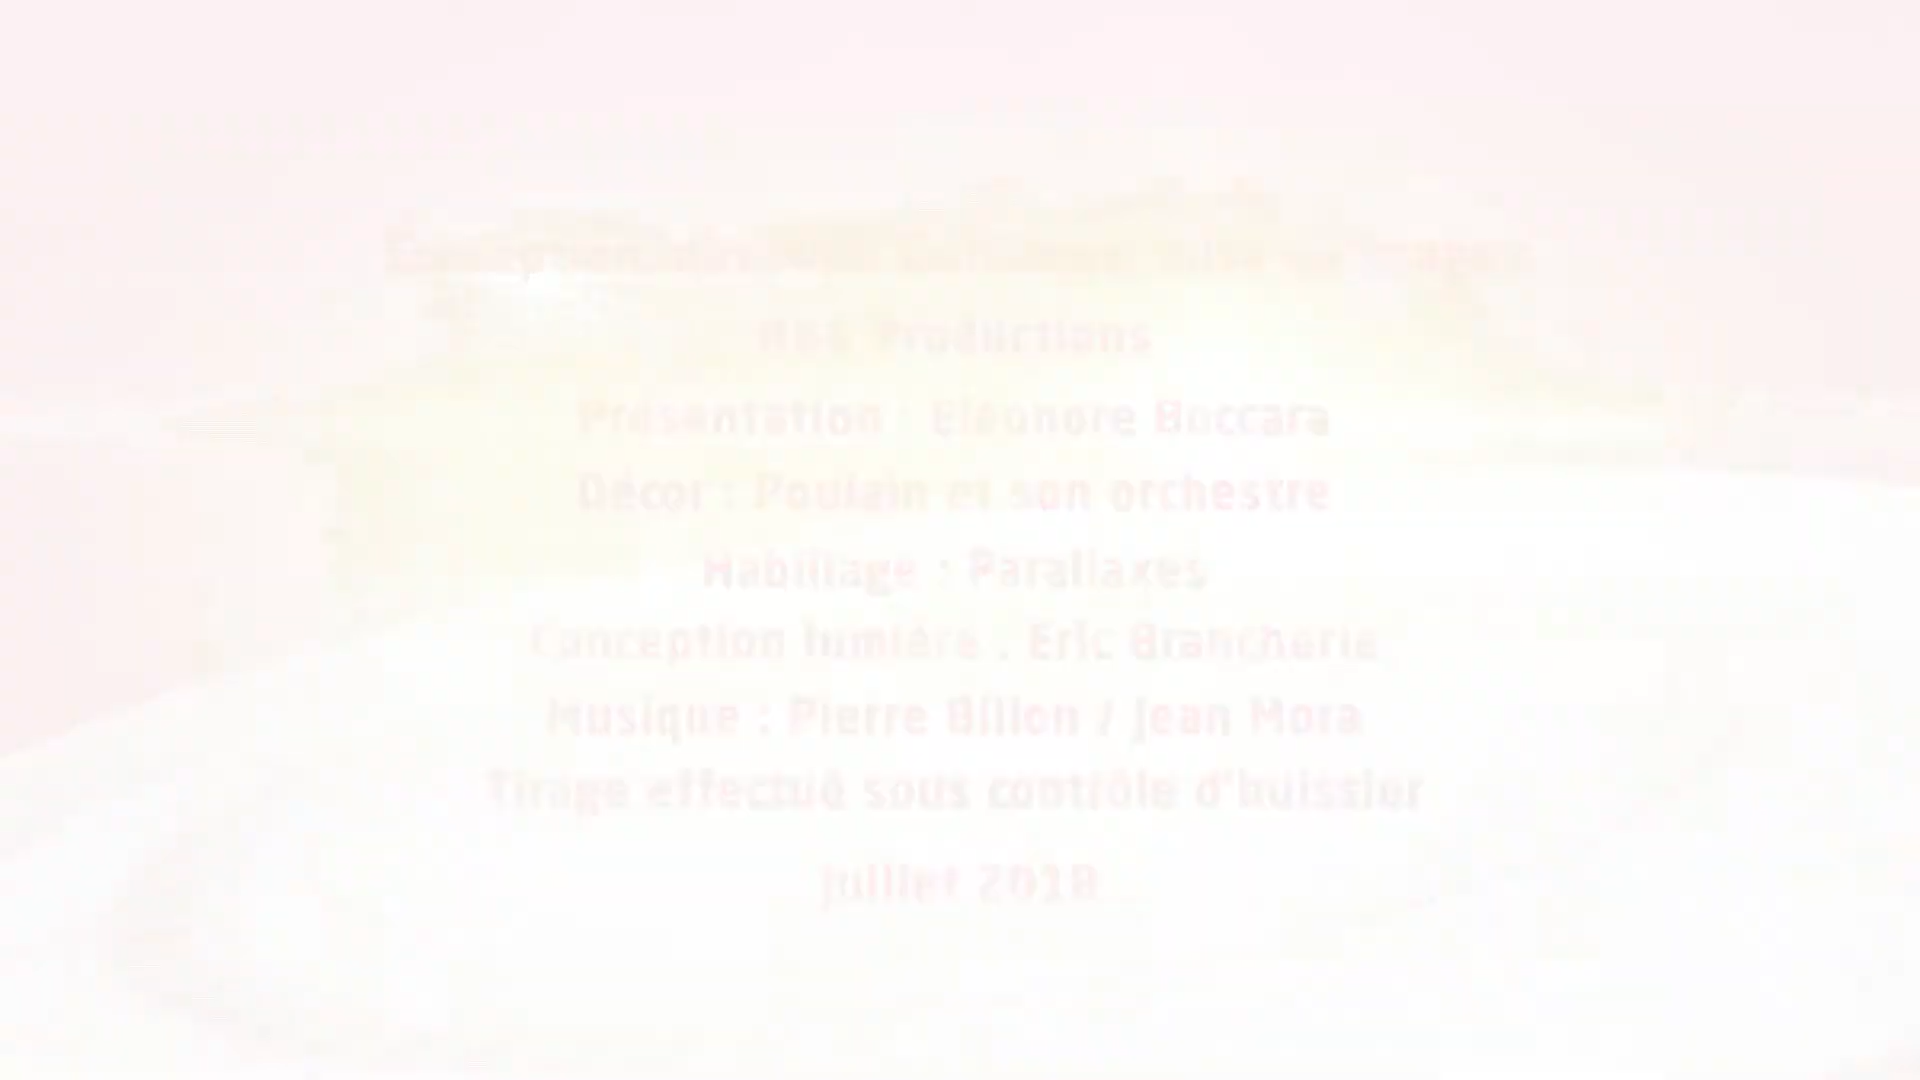 Productions
Présentation : Eléonore Boccara
Décor : Poulain et son orchestre
Habillage : Parallaxes
Conception lumière : Eric Brancherie
Musique : Pierre Billon / Jean Mora
Tirage effectué sous contrôle d'huissier
Juillet 2018